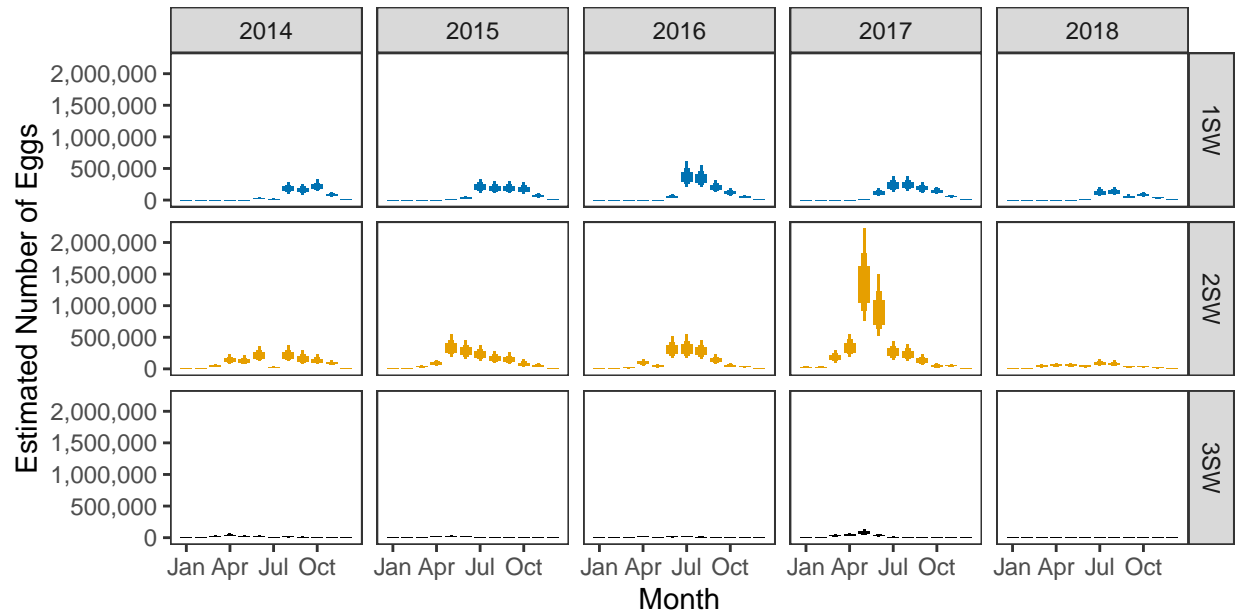 2014 2015 2016 2017 2018
Estimated Number of Eggs
2,000,000
1,500,000
1,000,000
500,000
0
1SW
2,000,000
1,500,000
1,000,000
500,000
0
2SW
2,000,000
1,500,000
1,000,000
500,000
0
3SW
Jan Apr Jul Oct Jan Apr Jul Oct Jan Apr Jul Oct Jan Apr Jul Oct Jan Apr Jul Oct
Month